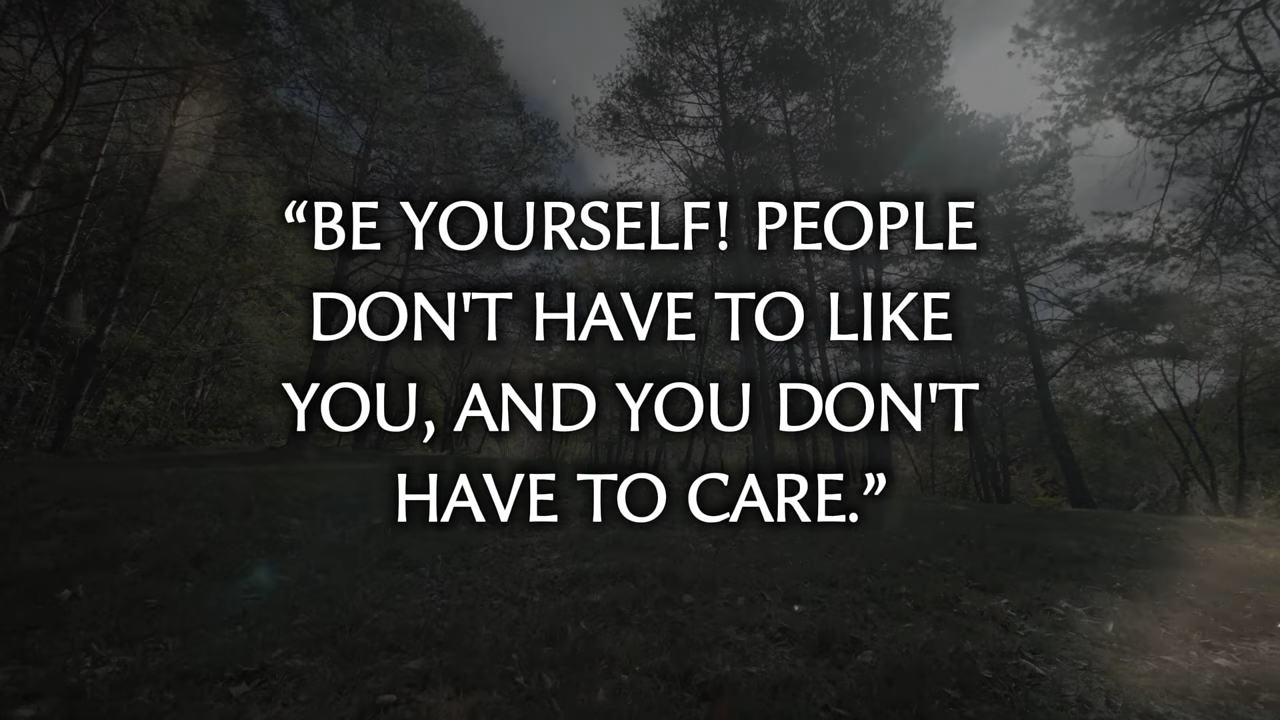 “BE YOURSELF! PEOPLE
DON'T HAVE TO LIKE
YOU, AND YOU DON'T
HAVE TO CARE.”